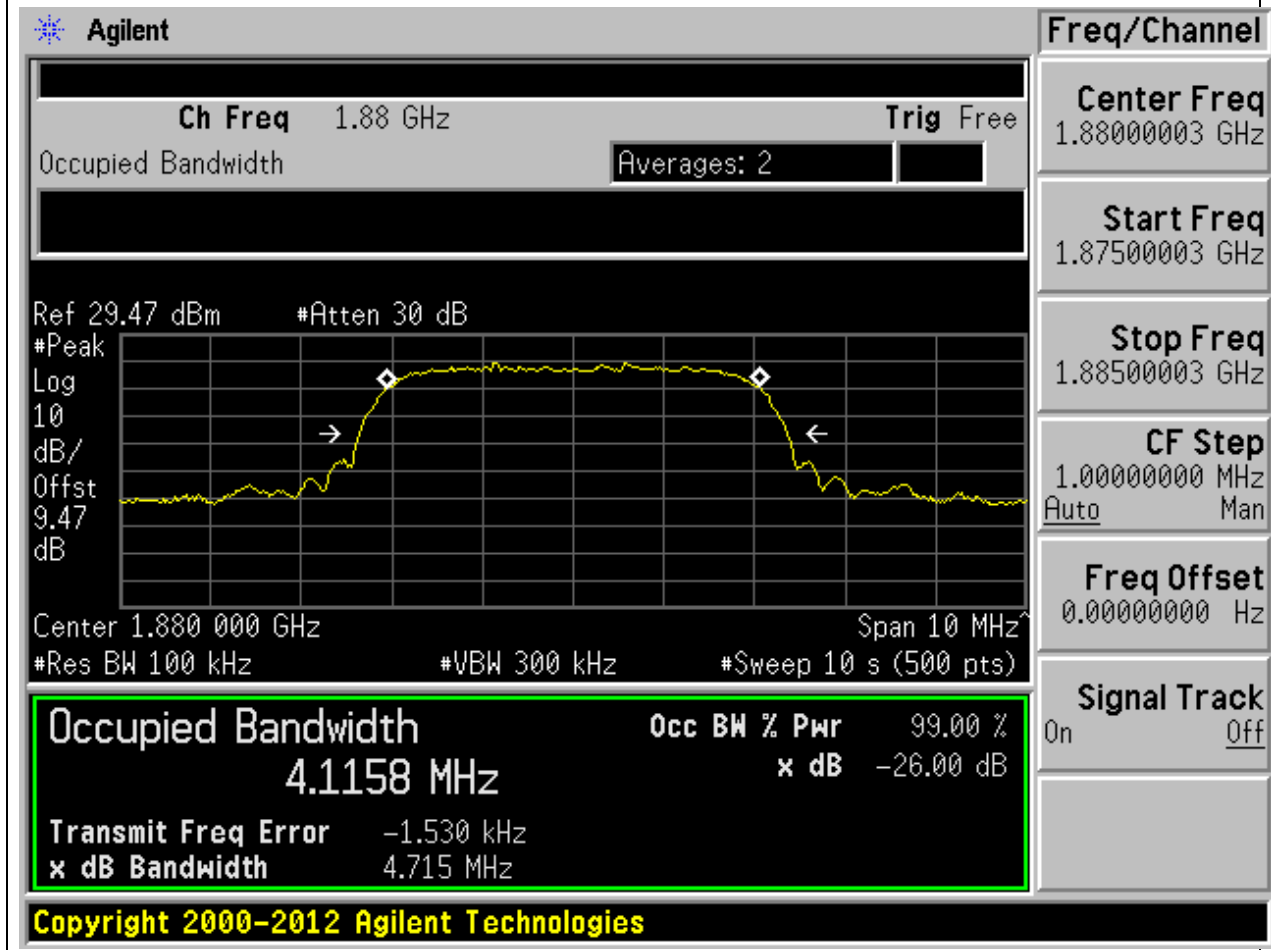 Agilent
Freq/Channel
Ch Freq 1.88 GHz Trig Free
Occupied Bandwidth Averages: 2
Center Freq
1.88000003 GHz
Start Freq
1.87500003 GHz
Stop Freq
1.88500003 GHz
CF Step
1.00000000 MHz
Auto Man
Freq Offset
0.00000000 Hz
Signal Track
On Off
Ref 29.47 dBm #Atten 30 dB
#Peak
Log
10
dB/
Offst
9.47
dB
Center 1.880 000 GHz Span 10 MHz^
#Res BW 100 kHz #VBW 300 kHz #Sweep 10 s (500 pts)
Occupied Bandwidth Occ BW % Pwr 99.00 %
4.1158 MHz x dB -26.00 dB
Transmit Freq Error -1.530 kHz
x dB Bandwidth 4.715 MHz
Copyright 2000-2012 Agilent Technologies